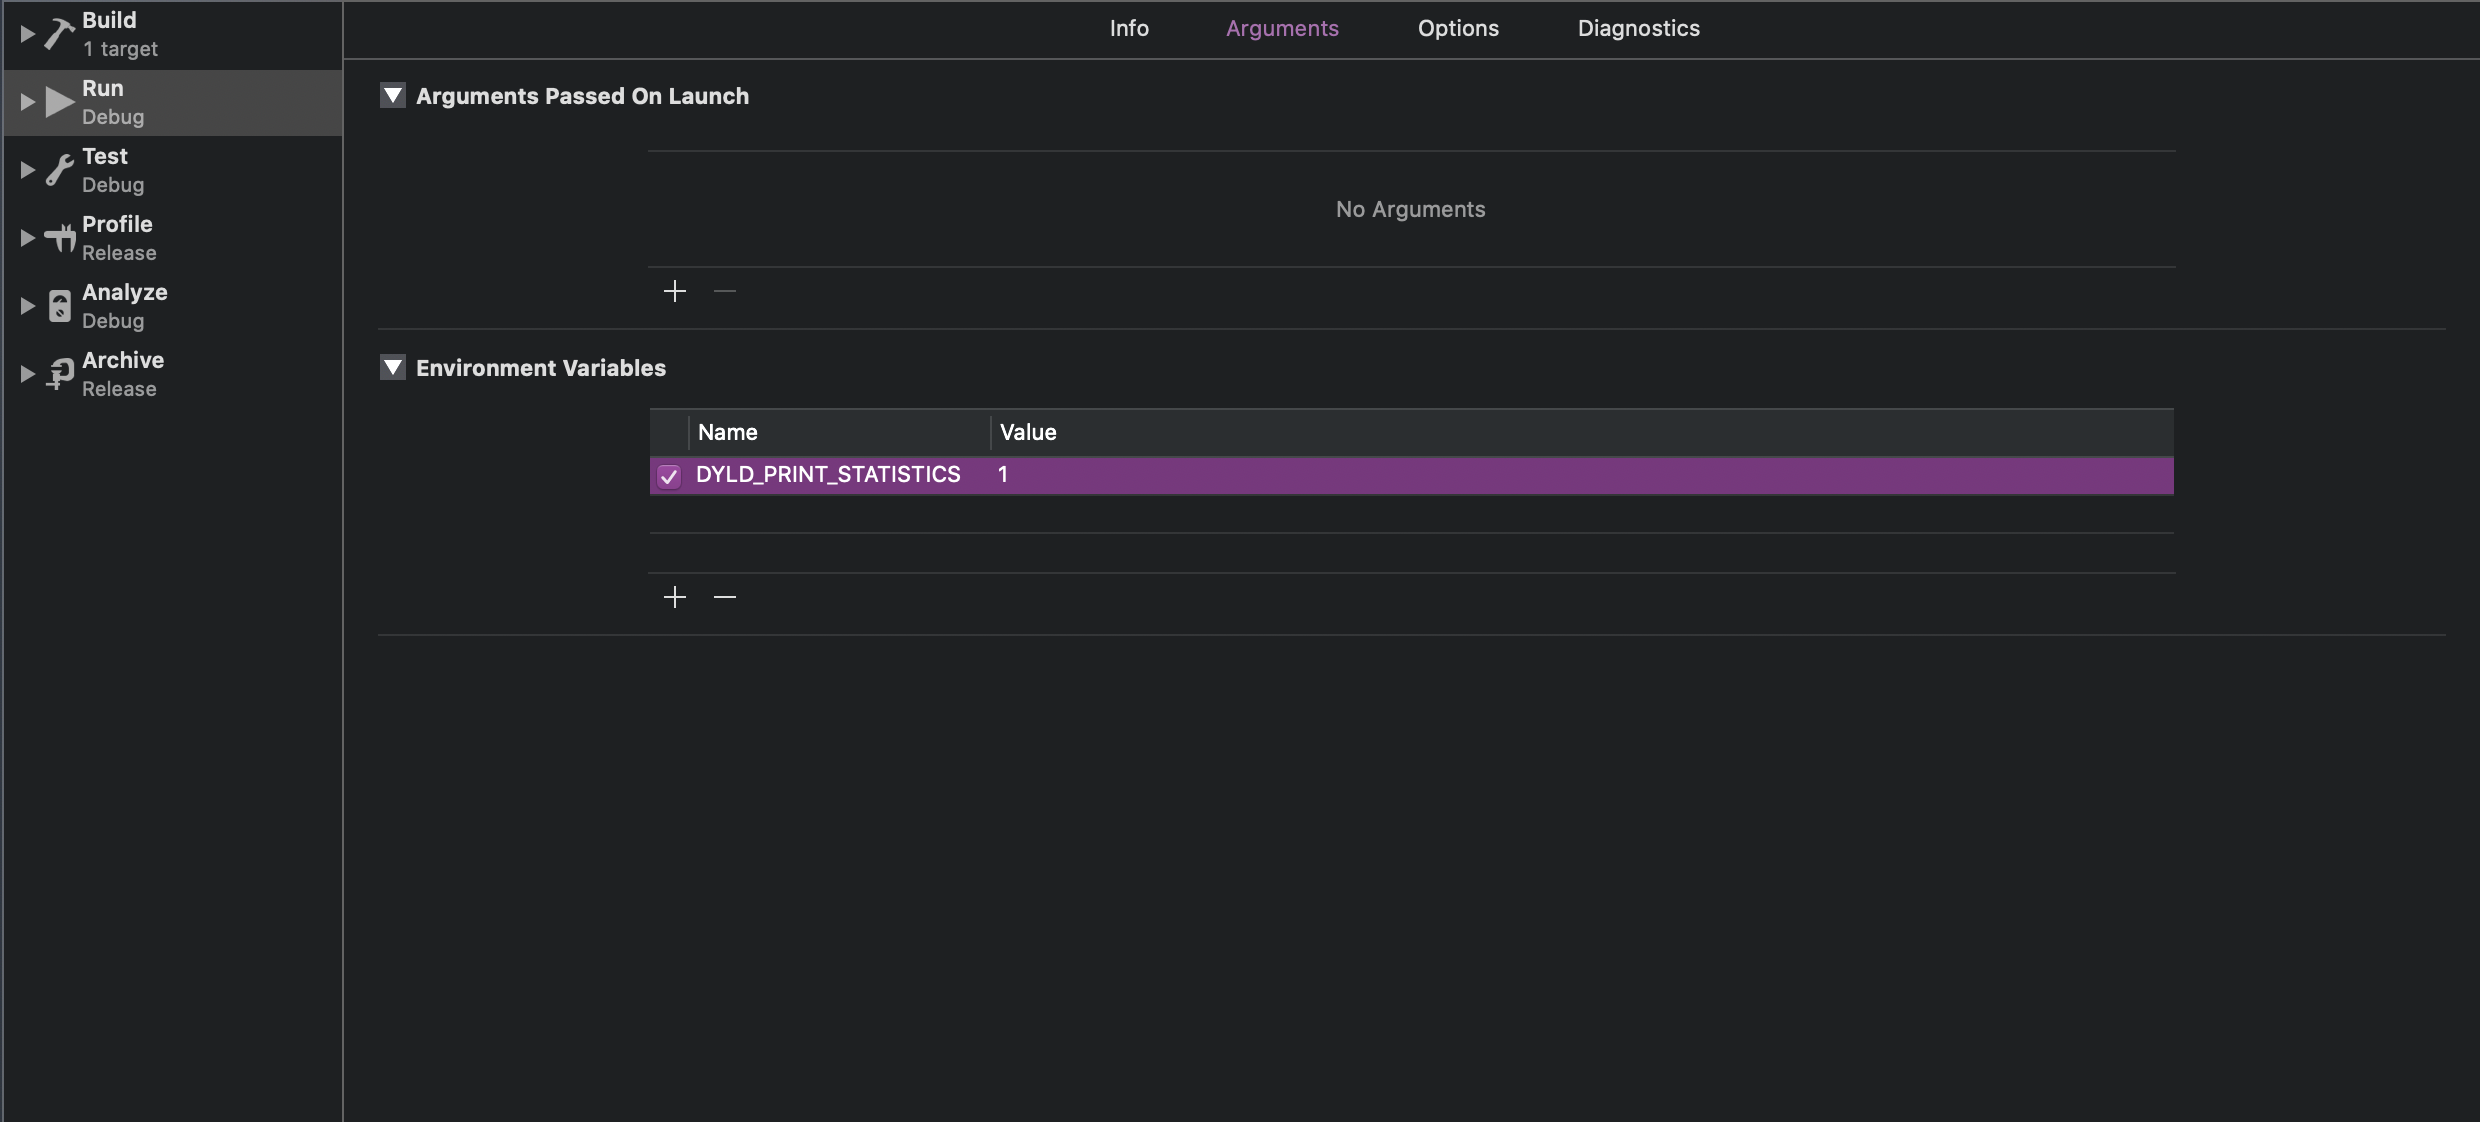 Build
1 target
Run
Debug
Test
Debug
Profile
Release
Analyze
Debug
Archive
Release
Info Arguments Options Diagnostics
Arguments Passed On Launch
No Arguments
Environment Variables
Name Value
DYLD_PRINT_STATISTICS 1